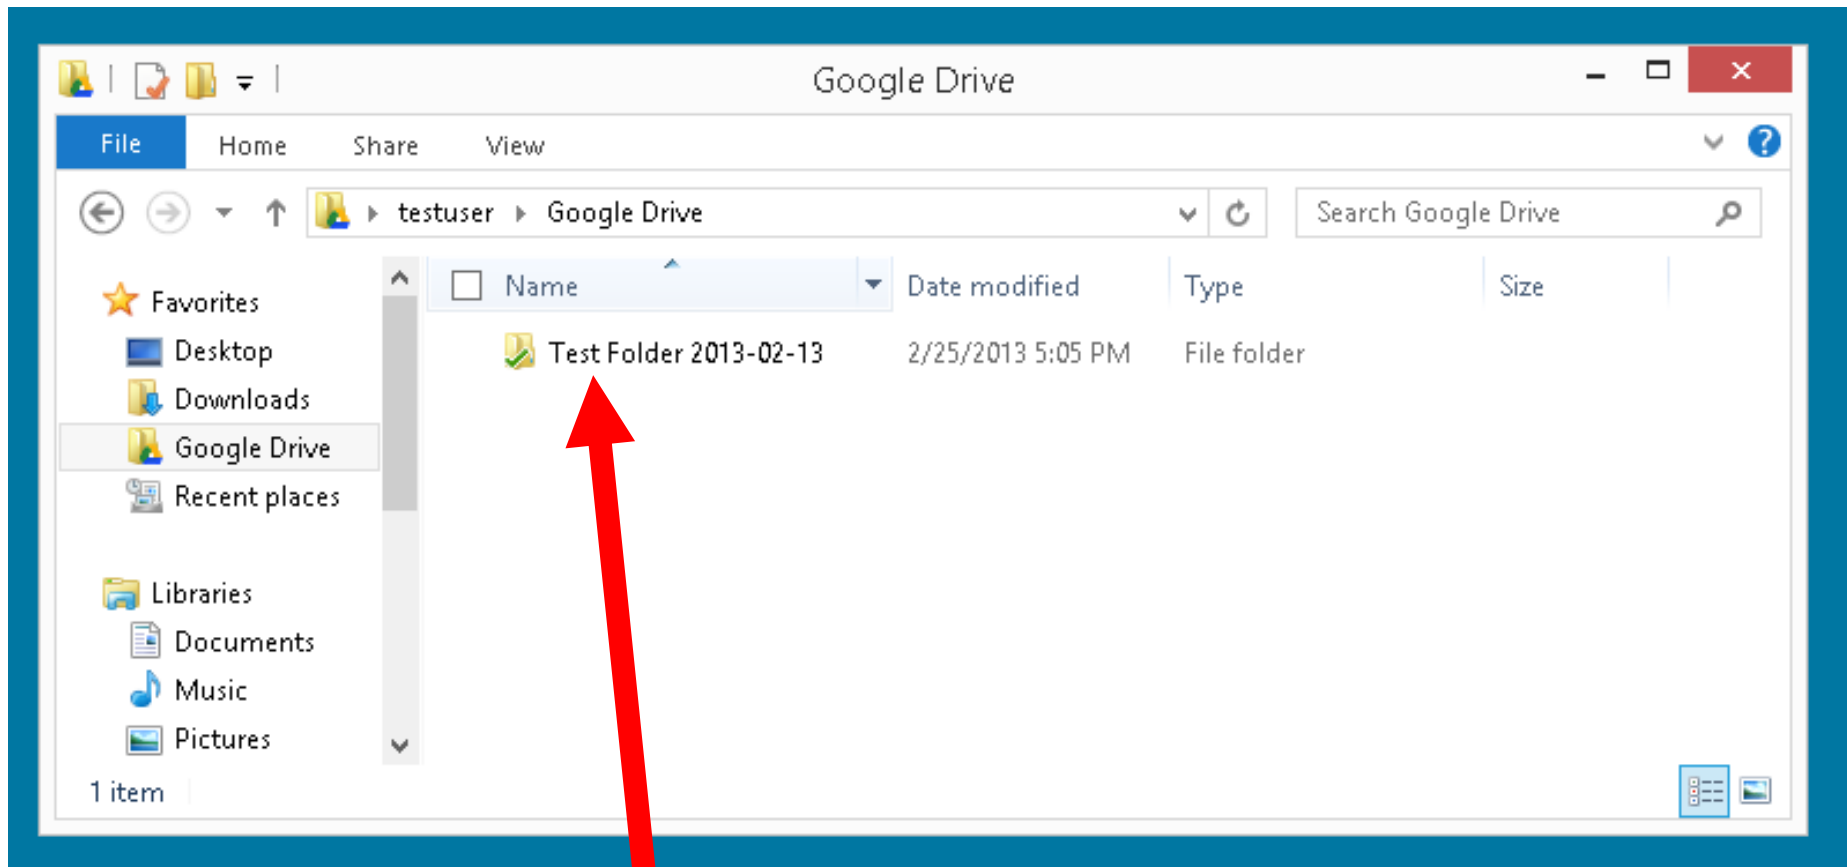 Google Drive
File Home Share View
testuser Google Drive Search Google Drive
Name Date modified Type Size
Test Folder 2013-02-13 2/25/2013 5:05 PM File folder
Favorites
Desktop
Downloads
Google Drive
Recent places
Libraries
Documents
Music
Pictures
1 item